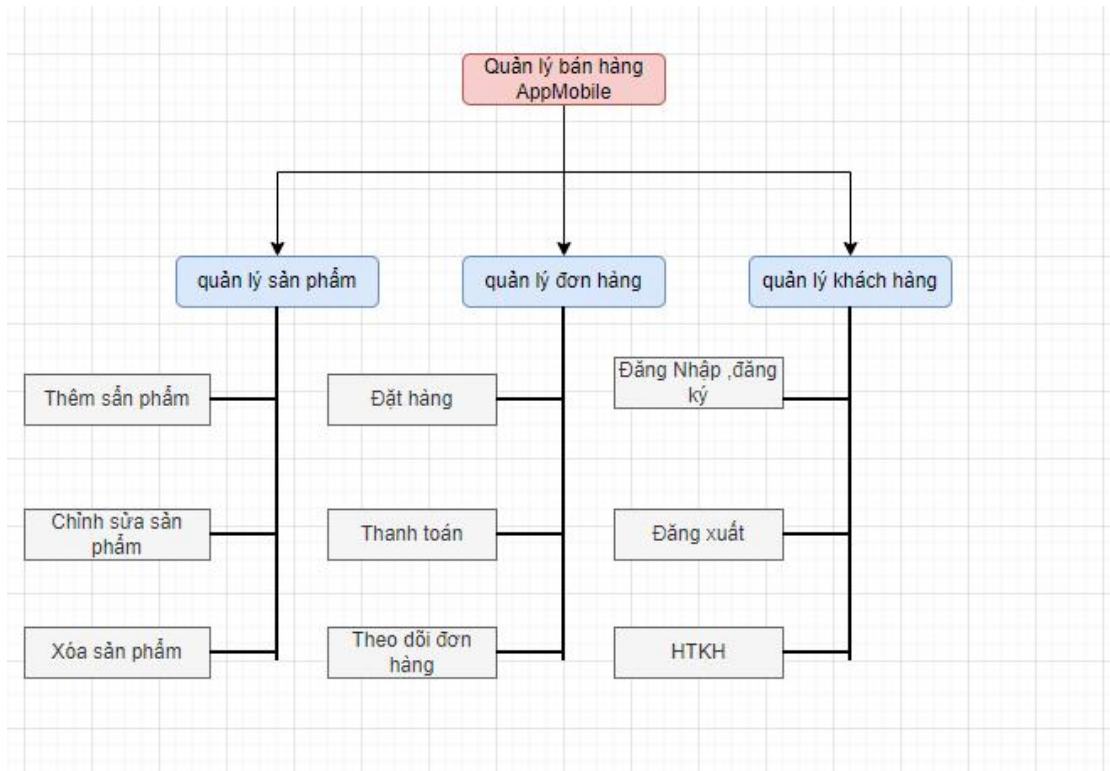 Quản lý bán hàng
AppMobile
quản lý sản phẩm
quản lý đơn hàng
quản lý khách hàng
Thêm sẩn phẩm
Đặt hàng
Đăng Nhập ,đăng
ký
Chỉnh sửa sản
phẩm
Thanh toán
Đăng xuất
Xóa sản phẩm
Theo dõi đơn
hàng
HTKH